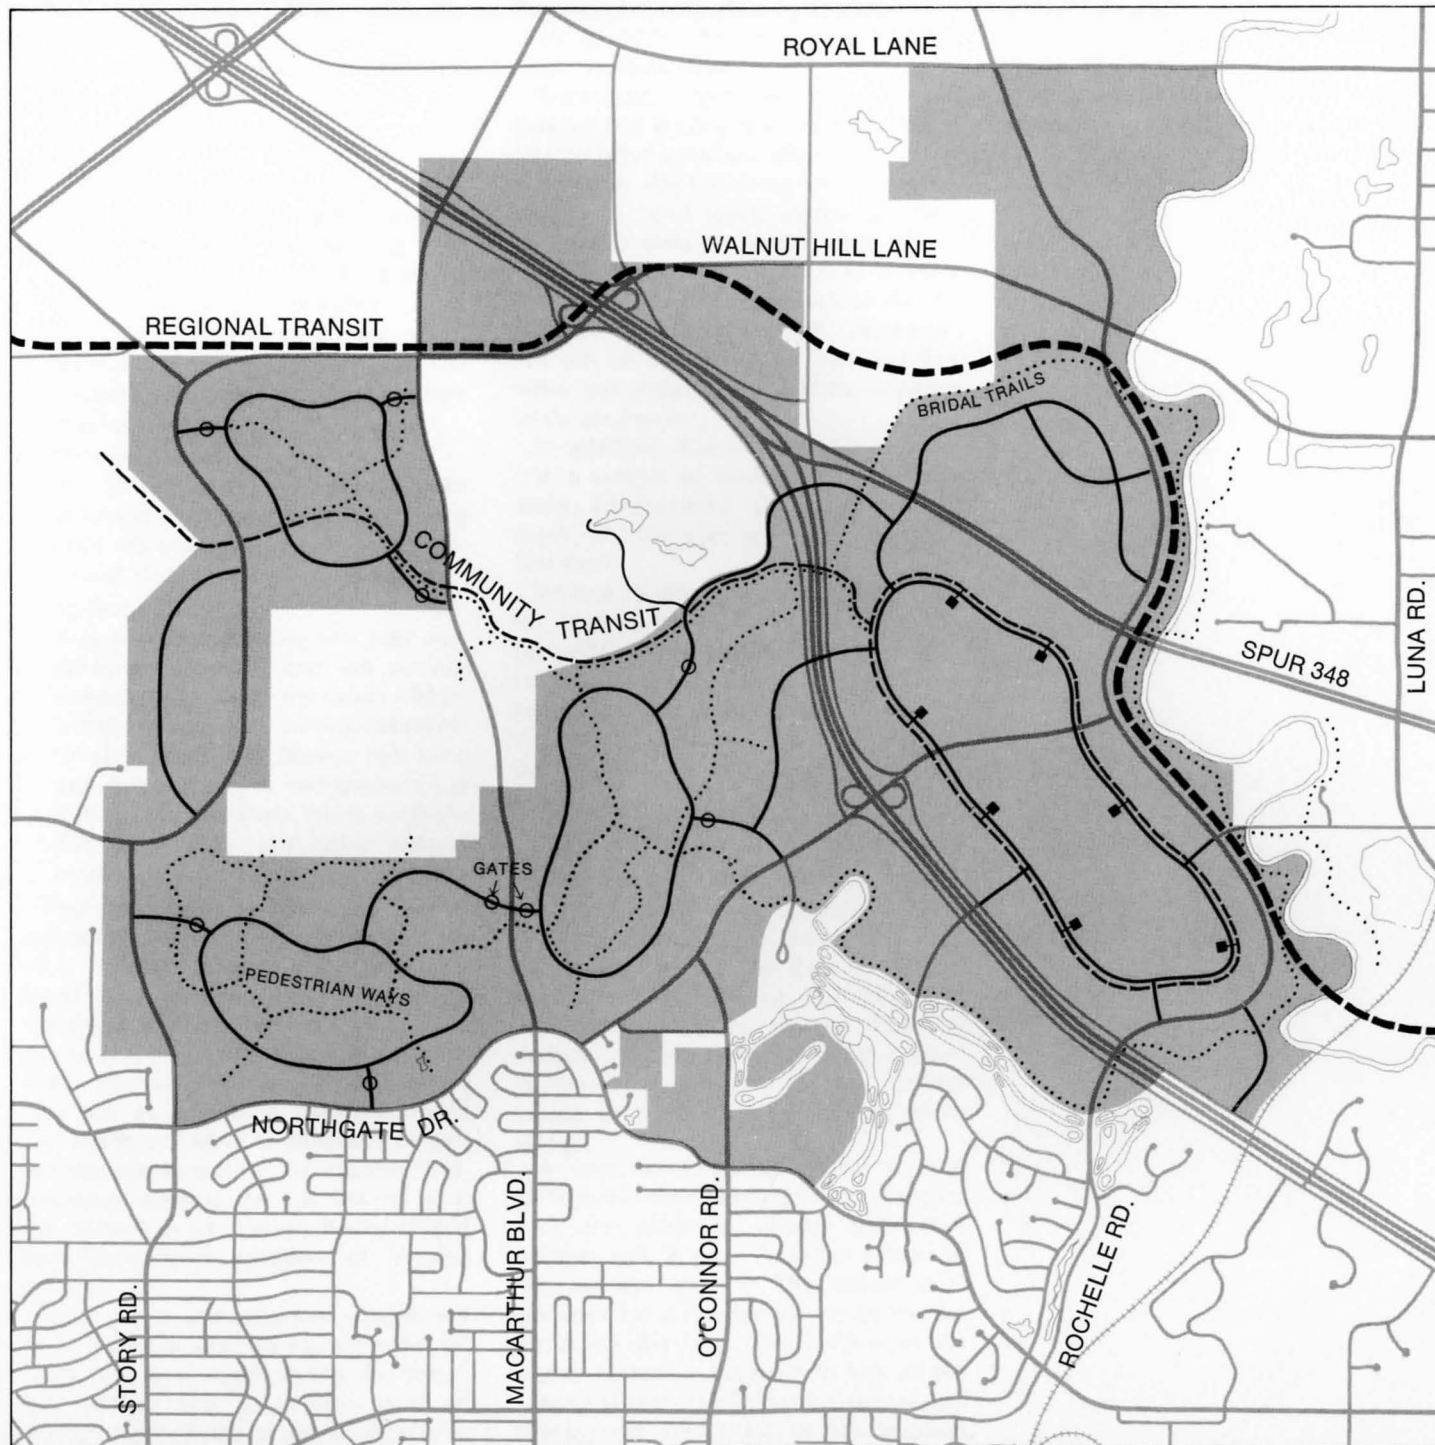 ROYAL LANE
WALNUT HILL LANE
REGIONAL TRANSIT
BRIDAL TRAILS
COMMUNITY TRANSIT
LUNA RD.
SPUR 348
GATES
PEDESTRIAN WAYS
NORTHGATE DR.
STORY RD.
MACARTHUR BLVD.
O'CONNOR RD.
ROCHELLE RD.